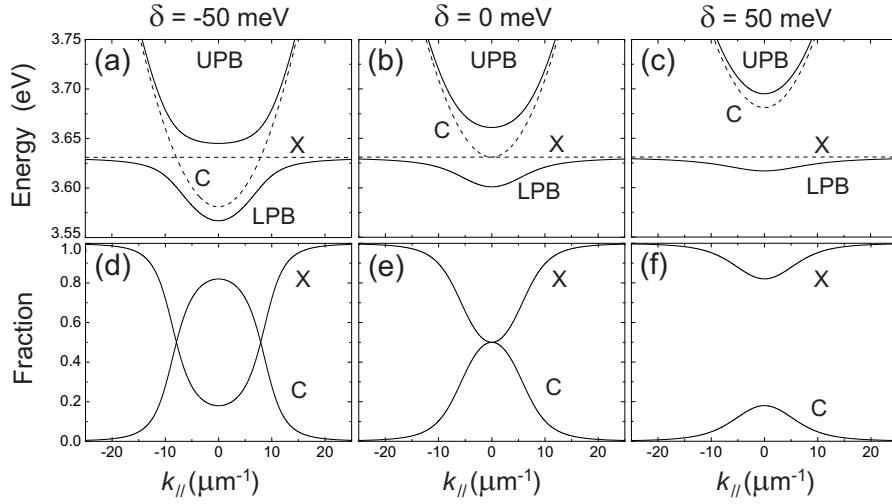 δ = -50 meV
δ = 0 meV
δ = 50 meV
3.75
3.70
3.65
3.60
3.55
Energy (eV)
(a)
UPB
X
C
LPB
(b)
UPB
C
X
LPB
(c)
UPB
C
X
LPB
1.0
0.8
0.6
0.4
0.2
0.0
Fraction
(d)
X
C
(e)
X
C
(f)
X
C
-20 -10 0 10 20
-20 -10 0 10 20
-20 -10 0 10 20
k// (μm-1)
k// (μm-1)
k// (μm-1)